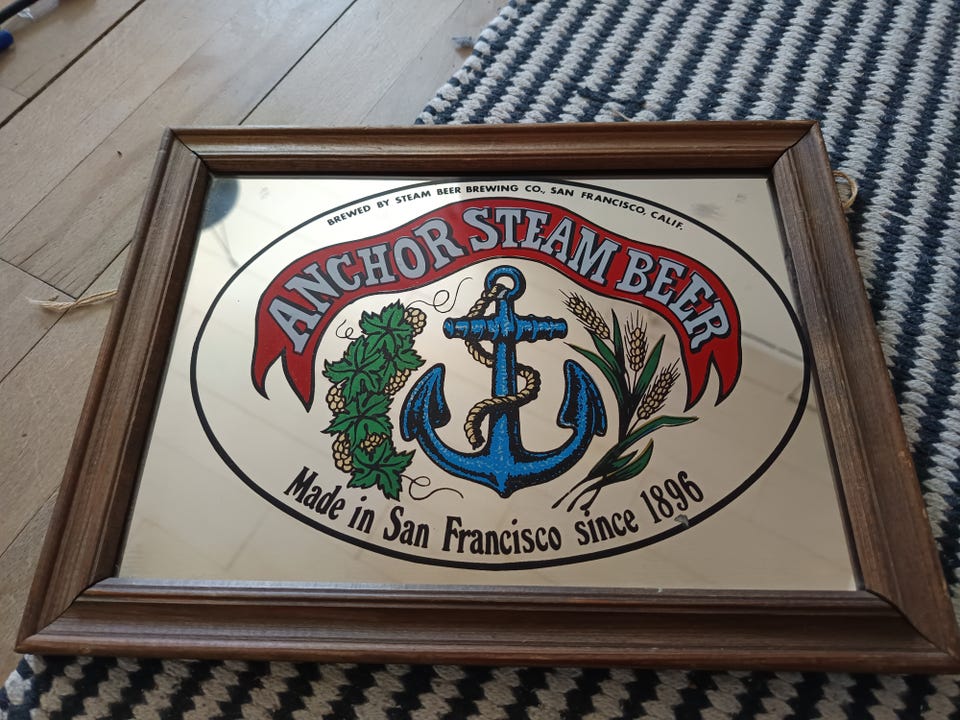 BREWED BY STEAM BEER BREWING CO., SAN FRANCISCO, CALIF.
ANCHOR STEAM BEER
Made in San Francisco since 1896